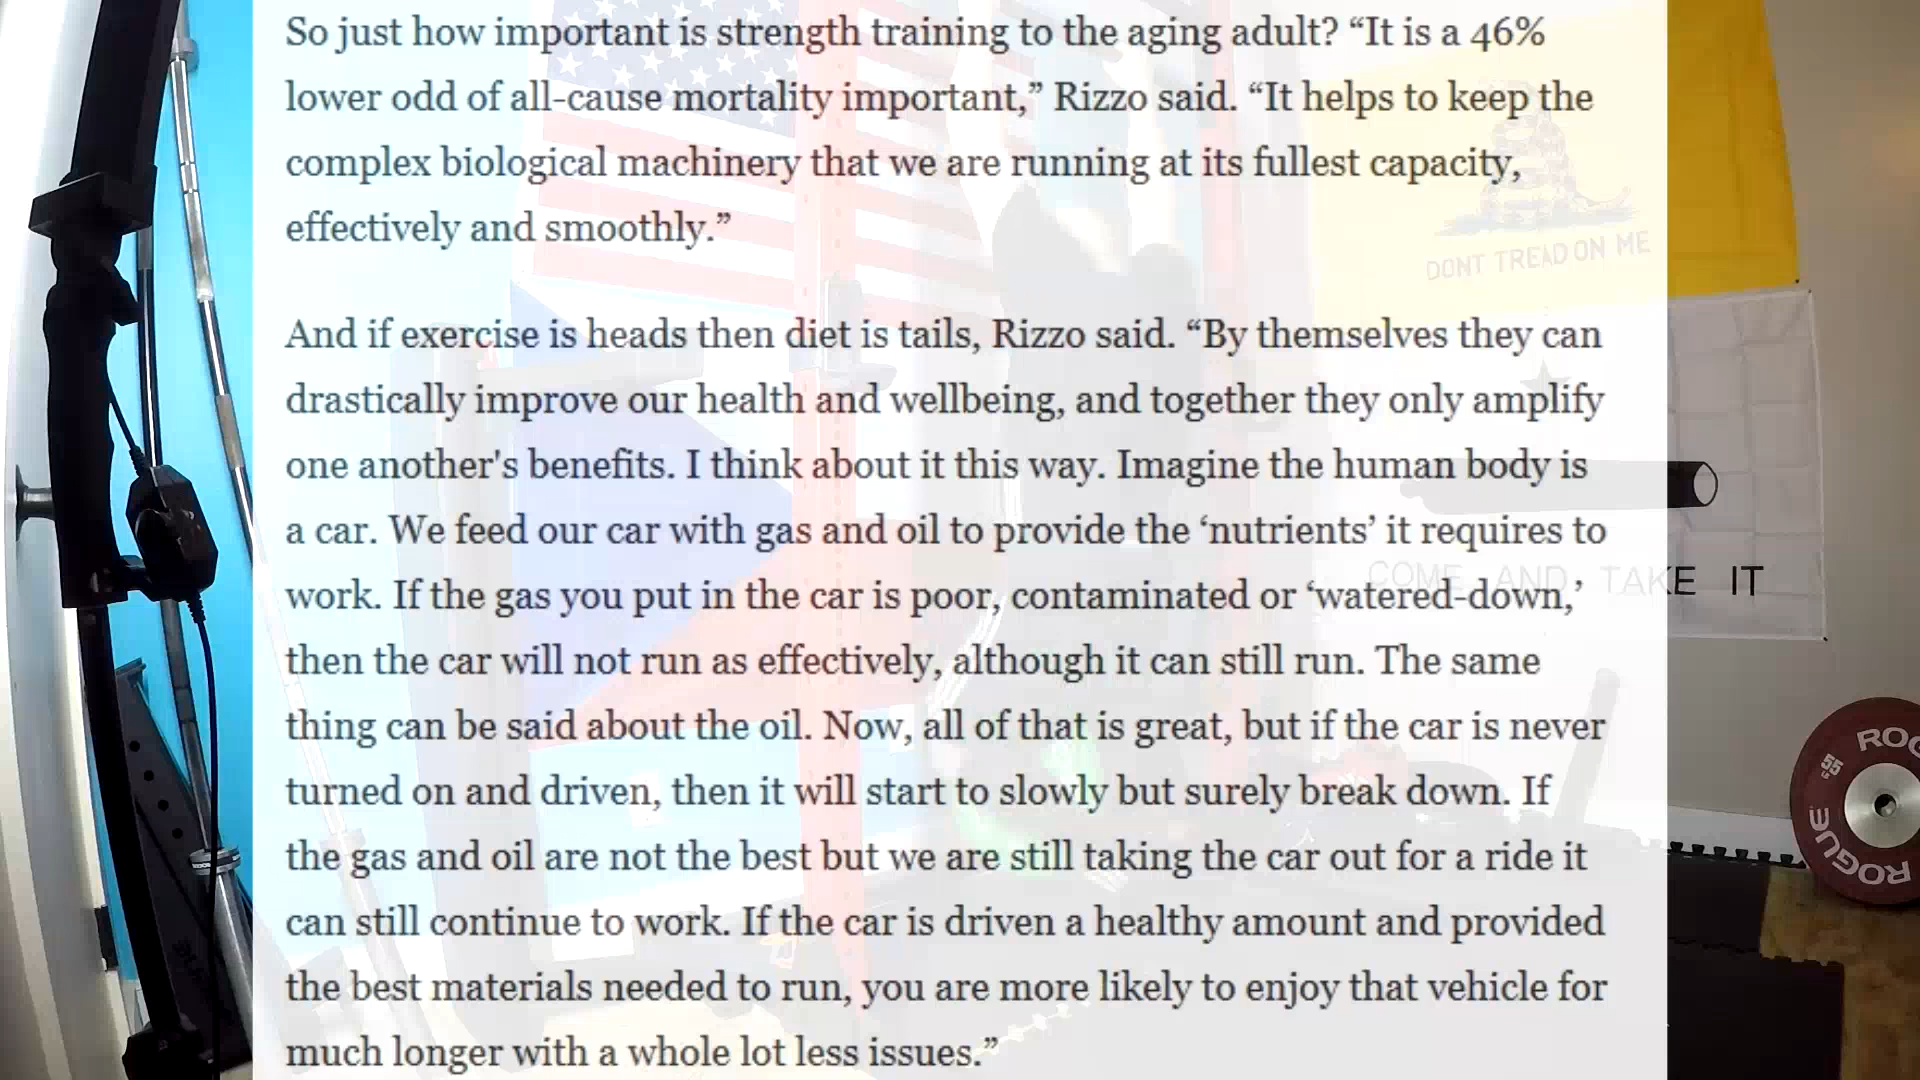 So just how important is strength training to the aging adult? “It is a 46%
lower odd of all-cause mortality important,” Rizzo said. “It helps to keep the
complex biological machinery that we are running at its fullest capacity,
effectively and smoothly.”
And if exercise is heads then diet is tails, Rizzo said. “By themselves they can
drastically improve our health and wellbeing, and together they only amplify
one another's benefits. I think about it this way. Imagine the human body is
a car. We feed our car with gas and oil to provide the ‘nutrients’ it requires to
work. If the gas you put in the car is poor, contaminated or ‘watered-down,’
then the car will not run as effectively, although it can still run. The same
thing can be said about the oil. Now, all of that is great, but if the car is never
turned on and driven, then it will start to slowly but surely break down. If
the gas and oil are not the best but we are still taking the car out for a ride it
can still continue to work. If the car is driven a healthy amount and provided
the best materials needed to run, you are more likely to enjoy that vehicle for
much longer with a whole lot less issues.”
DONT TREAD ON ME
COME AND TAKE IT
ROG
55
ROGUE